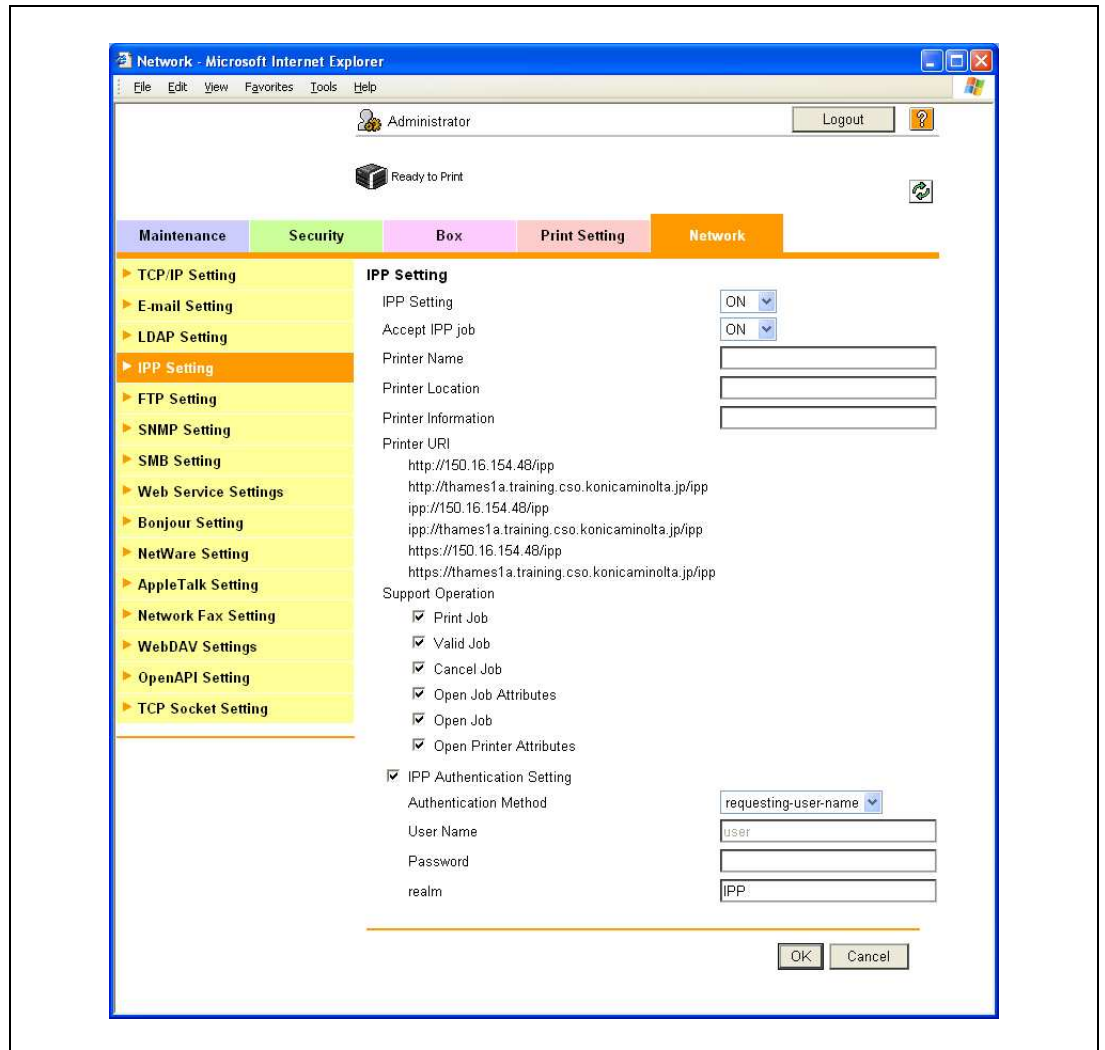 Network - Microsoft Internet Explorer
File Edit View Favorites Tools Help
Administrator Logout ?
Ready to Print
Maintenance Security Box Print Setting Network
TCP/IP Setting
E-mail Setting
LDAP Setting
IPP Setting
FTP Setting
SNMP Setting
SMB Setting
Web Service Settings
Bonjour Setting
NetWare Setting
AppleTalk Setting
Network Fax Setting
WebDAV Settings
OpenAPI Setting
TCP Socket Setting
IPP Setting
IPP Setting ON
Accept IPP job ON
Printer Name
Printer Location
Printer Information
Printer URI
http://150.16.154.48/ipp
http://thames1a.training.cso.konicaminolta.jp/ipp
ipp://150.16.154.48/ipp
ipp://thames1a.training.cso.konicaminolta.jp/ipp
https://150.16.154.48/ipp
https://thames1a.training.cso.konicaminolta.jp/ipp
Support Operation
Print Job
Valid Job
Cancel Job
Open Job Attributes
Open Job
Open Printer Attributes
IPP Authentication Setting
Authentication Method requesting-user-name
User Name user
Password
realm IPP
OK Cancel